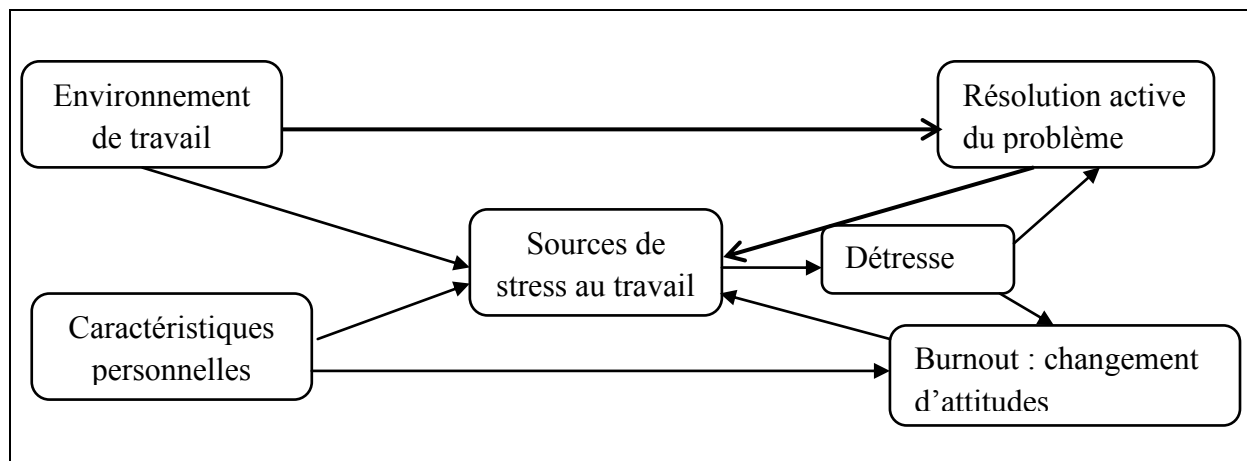 Environnement
de travail
Résolution active
du problème
Sources de
stress au travail
Détresse
Caractéristiques
personnelles
Burnout : changement
d’attitudes